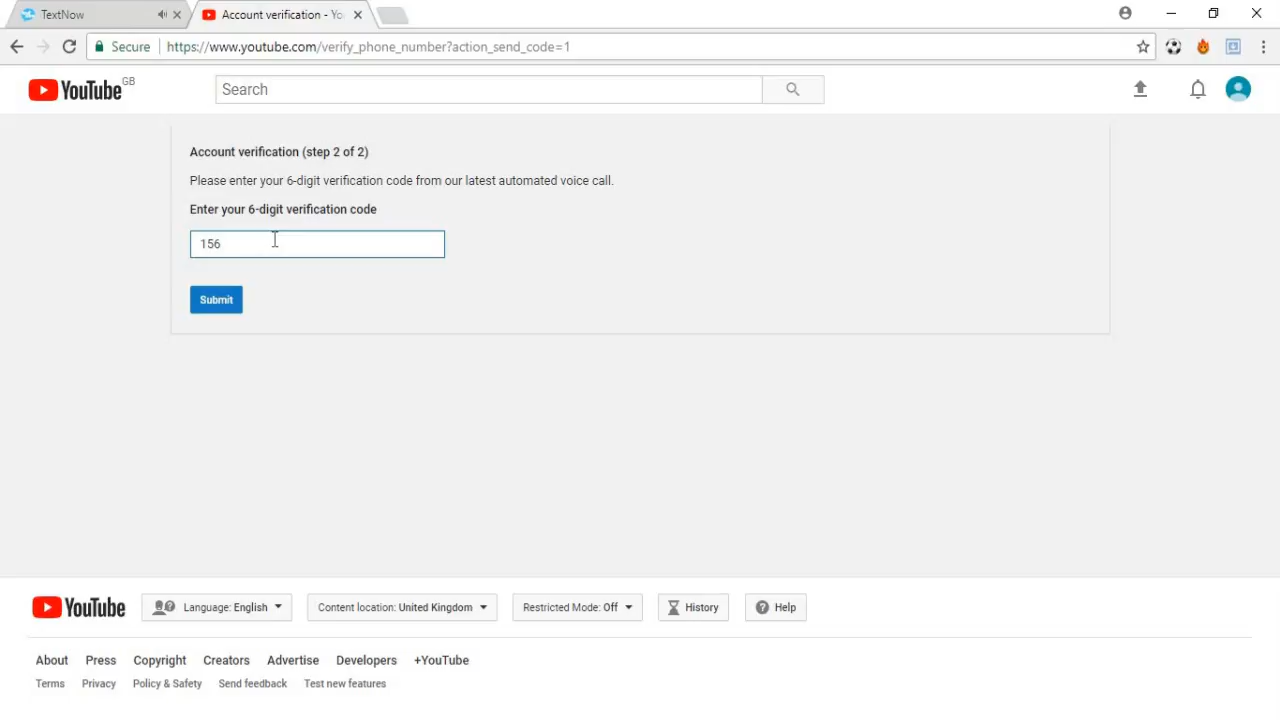 TextNow
Account verification - Yo
Secure https://www.youtube.com/verify_phone_number?action_send_code=1
YouTube GB
Search
Account verification (step 2 of 2)
Please enter your 6-digit verification code from our latest automated voice call.
Enter your 6-digit verification code
156
Submit
YouTube Language: English Content location: United Kingdom Restricted Mode: Off History Help
About Press Copyright Creators Advertise Developers +YouTube
Terms Privacy Policy & Safety Send feedback Test new features